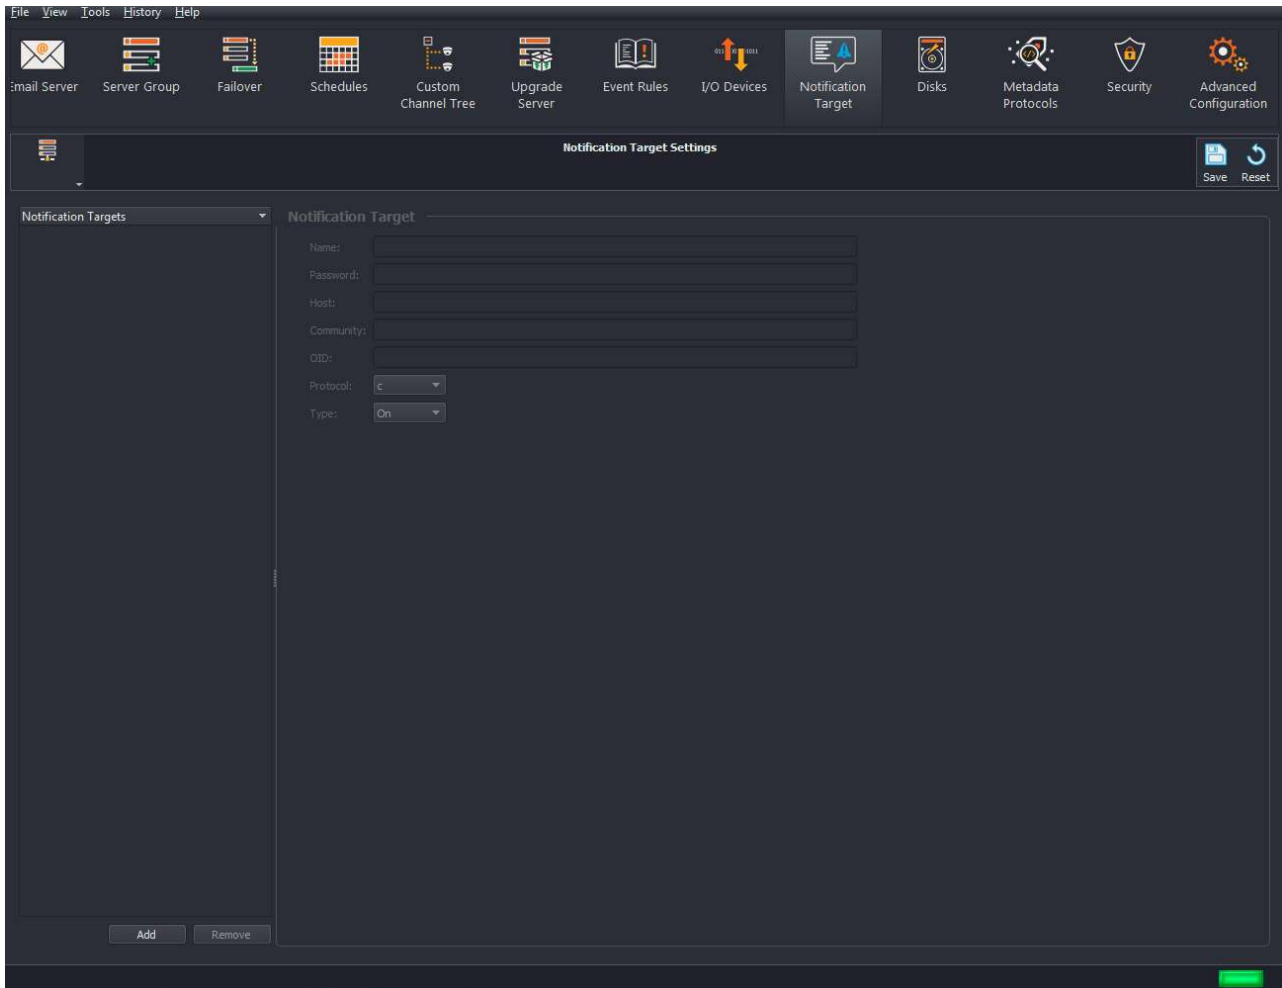 File View Tools History Help
Email Server Server Group Failover Schedules Custom Channel Tree Upgrade Server Event Rules I/O Devices Notification Target Disks Metadata Protocols Security Advanced Configuration
Notification Target Settings
Save Reset
Notification Targets
Notification Target
Name:
Password:
Host:
Community:
OID:
Protocol: c
Type: On
Add Remove